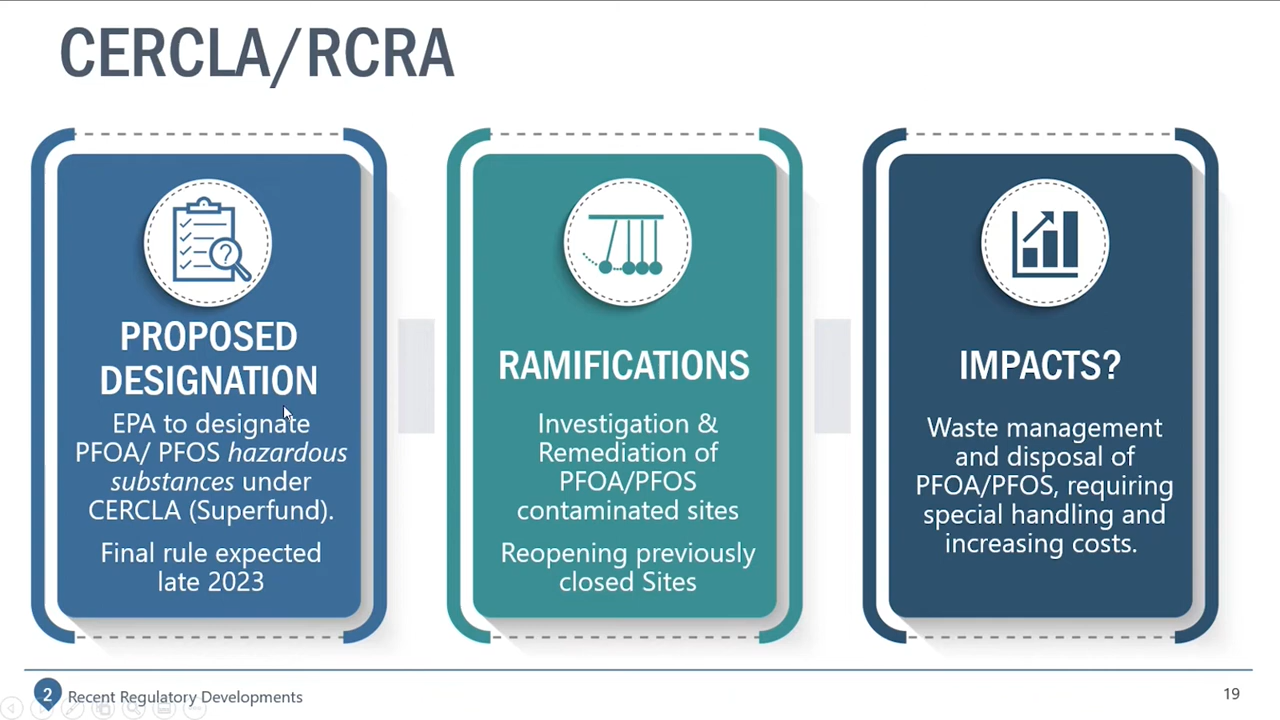 CERCLA/RCRA
PROPOSED
DESIGNATION
EPA to designate
PFOA/ PFOS hazardous
substances under
CERCLA (Superfund).
Final rule expected
late 2023
RAMIFICATIONS
Investigation &
Remediation of
PFOA/PFOS
contaminated sites
Reopening previously
closed Sites
IMPACTS?
Waste management
and disposal of
PFOA/PFOS, requiring
special handling and
increasing costs.
2 Recent Regulatory Developments
19